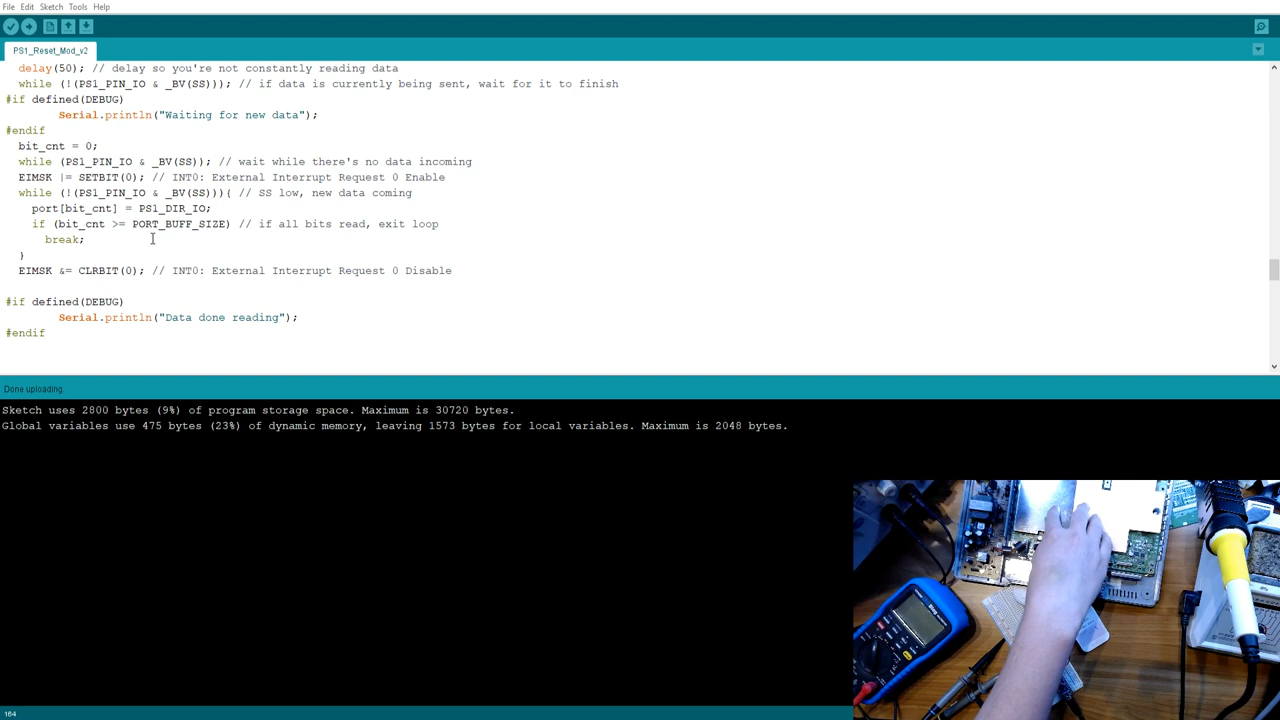 File Edit Sketch Tools Help
PS1_Reset_Mod_v2
delay(50); // delay so you're not constantly reading data
while (!(PS1_PIN_IO & _BV(SS))); // if data is currently being sent, wait for it to finish
#if defined(DEBUG)
Serial.println("Waiting for new data");
#endif
bit_cnt = 0;
while (PS1_PIN_IO & _BV(SS)); // wait while there's no data incoming
EIMSK |= SETBIT(0); // INT0: External Interrupt Request 0 Enable
while (!(PS1_PIN_IO & _BV(SS))){ // SS low, new data coming
port[bit_cnt] = PS1_DIR_IO;
if (bit_cnt >= PORT_BUFF_SIZE) // if all bits read, exit loop
break;
}
EIMSK &= CLRBIT(0); // INT0: External Interrupt Request 0 Disable
#if defined(DEBUG)
Serial.println("Data done reading");
#endif
Done uploading.
Sketch uses 2800 bytes (9%) of program storage space. Maximum is 30720 bytes.
Global variables use 475 bytes (23%) of dynamic memory, leaving 1573 bytes for local variables. Maximum is 2048 bytes.
164